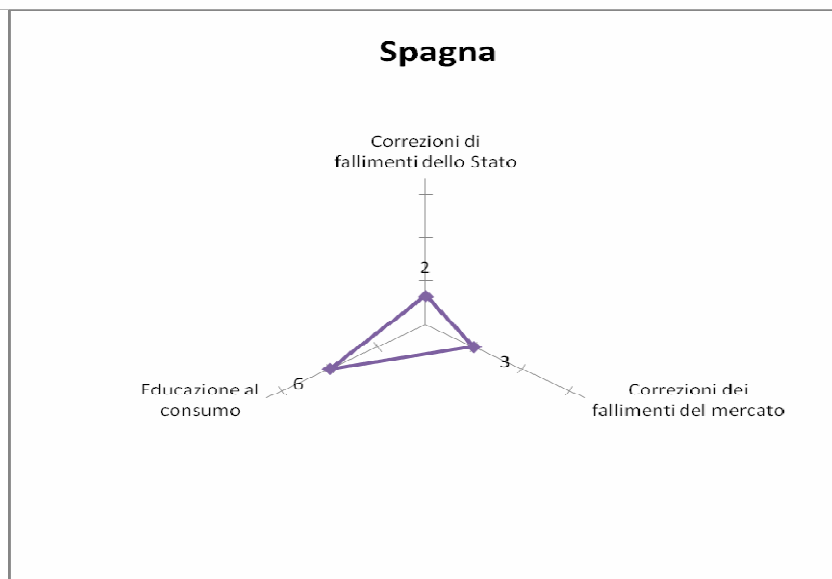 Spagna
Correzioni di
fallimenti dello Stato
2
3
6
Educazione al
consumo
Correzioni dei
fallimenti del mercato